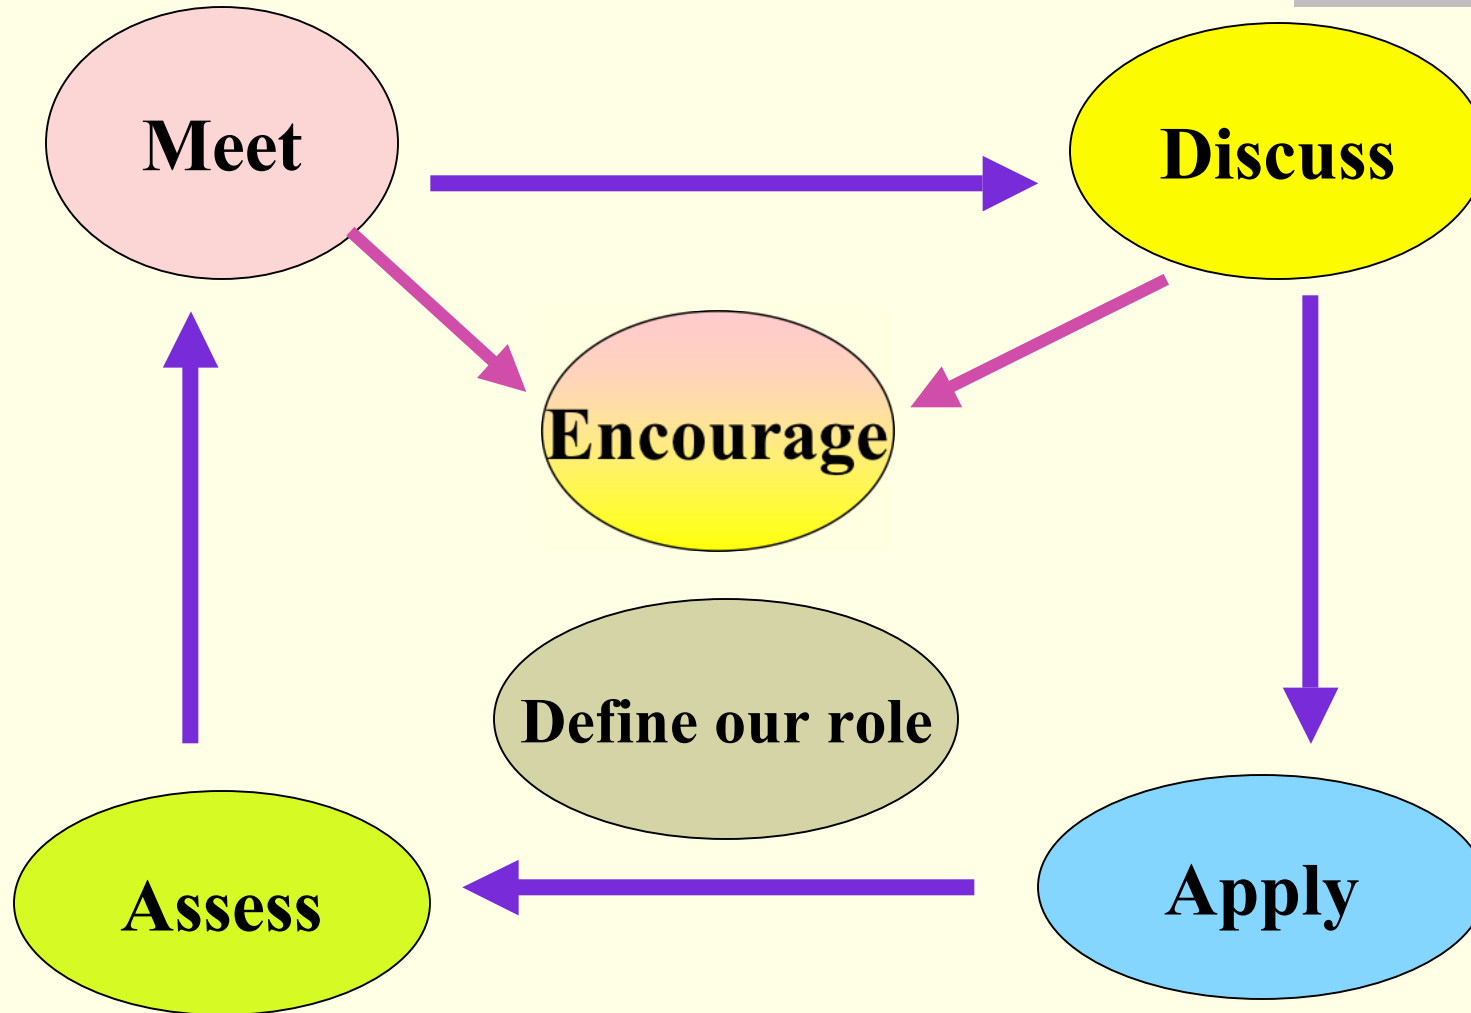 Meet
Discuss
Encourage
Define our role
Assess
Apply